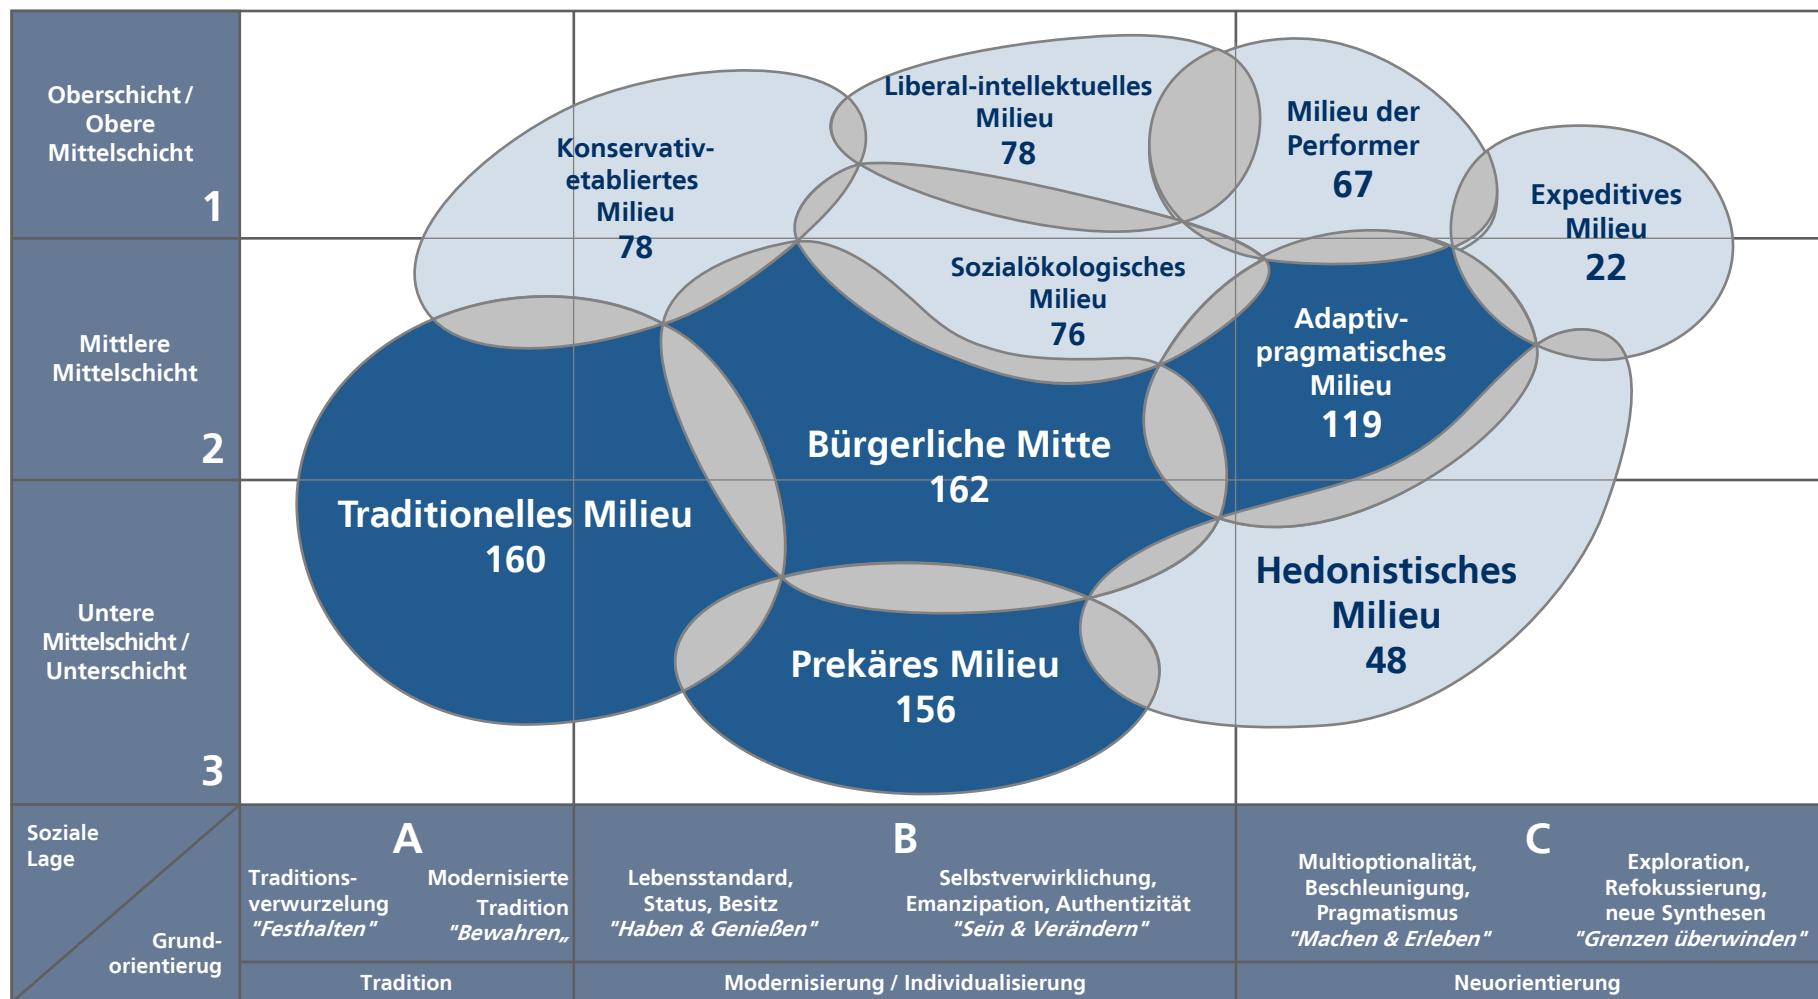 Oberschicht /
Obere
Mittelschicht
1
Mittlere
Mittelschicht
2
Untere
Mittelschicht /
Unterschicht
3
Konservativ-
etabliertes
Milieu
78
Liberal-intellektuelles
Milieu
78
Milieu der
Performer
67
Expeditives
Milieu
22
Sozialökologisches
Milieu
76
Adaptiv-
pragmatisches
Milieu
119
Bürgerliche Mitte
162
Traditionelles Milieu
160
Hedonistisches
Milieu
48
Prekäres Milieu
156
Soziale
Lage
Grund-
orientierug
A
Traditions-
verwurzelung
"Festhalten"
Modernisierte
Tradition
"Bewahren„
B
Lebensstandard,
Status, Besitz
"Haben & Genießen"
Selbstverwirklichung,
Emanzipation, Authentizität
"Sein & Verändern"
C
Multioptionalität,
Beschleunigung,
Pragmatismus
"Machen & Erleben"
Exploration,
Refokussierung,
neue Synthesen
"Grenzen überwinden"
Tradition
Modernisierung / Individualisierung
Neuorientierung